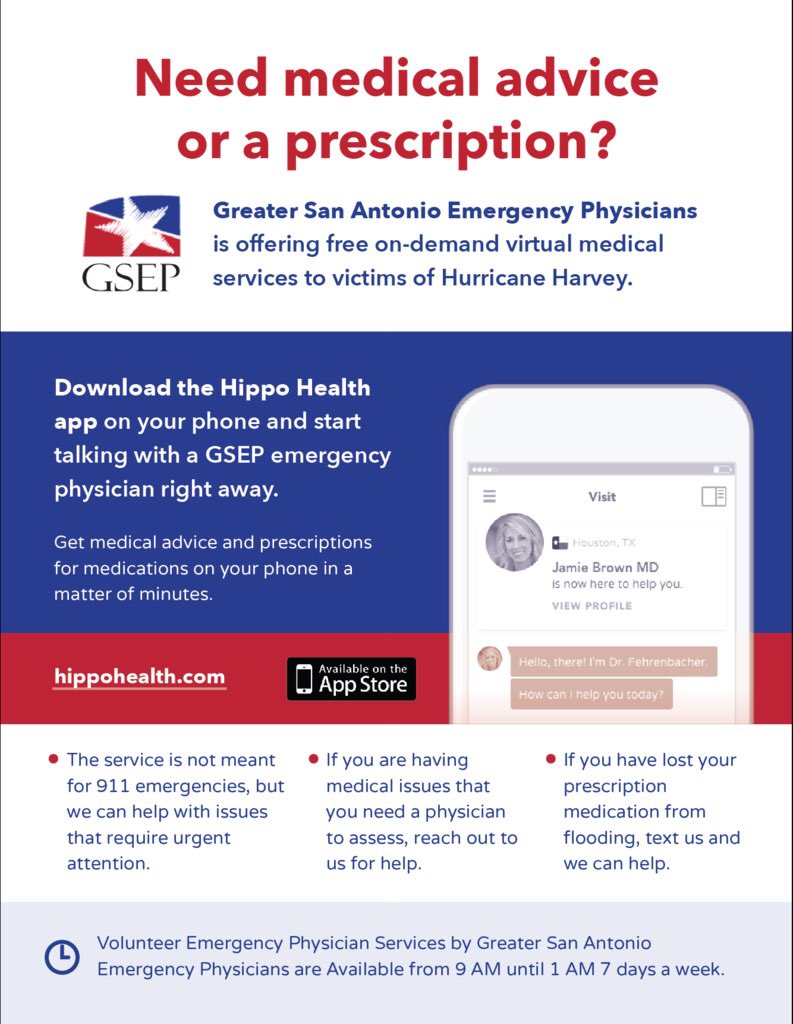 Need medical advice
or a prescription?
GSEP
Greater San Antonio Emergency Physicians
is offering free on-demand virtual medical
services to victims of Hurricane Harvey.
Download the Hippo Health
app on your phone and start
talking with a GSEP emergency
physician right away.
Get medical advice and prescriptions
for medications on your phone in a
matter of minutes.
hippohealth.com
Available on the
App Store
Visit
Houston, TX
Jamie Brown MD
is now here to help you.
VIEW PROFILE
Hello, there! I'm Dr. Fehrenbacher.
How can I help you today?
• The service is not meant
for 911 emergencies, but
we can help with issues
that require urgent
attention.
• If you are having
medical issues that
you need a physician
to assess, reach out to
us for help.
• If you have lost your
prescription
medication from
flooding, text us and
we can help.
Volunteer Emergency Physician Services by Greater San Antonio
Emergency Physicians are Available from 9 AM until 1 AM 7 days a week.